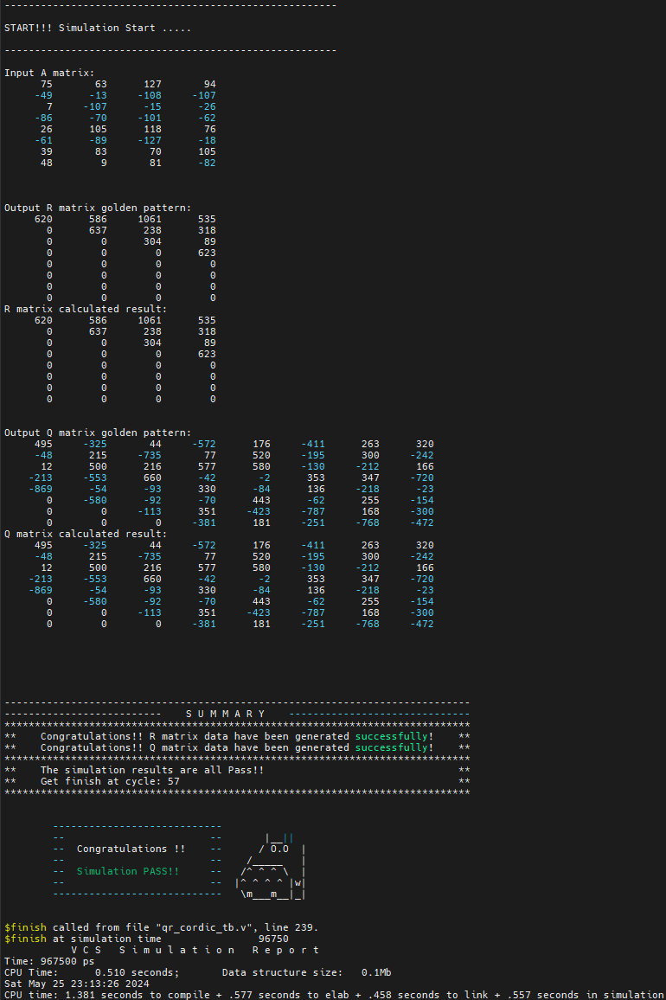 -------------------------------------------------------
START!!! Simulation Start .....
-------------------------------------------------------
Input A matrix:
75 63 127 94
-49 -13 -108 -107
7 -107 -15 -26
-86 -70 -101 -62
26 105 118 76
-61 -89 -127 -18
39 83 70 105
48 9 81 -82
Output R matrix golden pattern:
620 586 1061 535
0 637 238 318
0 0 304 89
0 0 0 623
0 0 0 0
0 0 0 0
0 0 0 0
0 0 0 0
R matrix calculated result:
620 586 1061 535
0 637 238 318
0 0 304 89
0 0 0 623
0 0 0 0
0 0 0 0
0 0 0 0
0 0 0 0
Output Q matrix golden pattern:
495 -325 44 -572 176 -411 263 320
-48 215 -735 77 520 -195 300 -242
12 500 216 577 580 -130 -212 166
-213 -553 660 -42 -2 353 347 -720
-869 -54 -93 330 -84 136 -218 -23
0 -580 -92 -70 443 -62 255 -154
0 0 -113 351 -423 -787 168 -300
0 0 0 -381 181 -251 -768 -472
Q matrix calculated result:
495 -325 44 -572 176 -411 263 320
-48 215 -735 77 520 -195 300 -242
12 500 216 577 580 -130 -212 166
-213 -553 660 -42 -2 353 347 -720
-869 -54 -93 330 -84 136 -218 -23
0 -580 -92 -70 443 -62 255 -154
0 0 -113 351 -423 -787 168 -300
0 0 0 -381 181 -251 -768 -472
-----------------------------------------------------------------------------
-------------------------- S U M M A R Y ------------------------------
*****************************************************************************
** Congratulations!! R matrix data have been generated successfully! **
** Congratulations!! Q matrix data have been generated successfully! **
*****************************************************************************
** The simulation results are all Pass!! **
** Get finish at cycle: 57 **
*****************************************************************************
----------------------------
-- -- |__||
-- Congratulations !! -- / O.O |
-- -- /_____ |
-- Simulation PASS!! -- /^ ^ ^ \ |
-- -- |^ ^ ^ ^ |w|
---------------------------- \m___m__|_|
$finish called from file "qr_cordic_tb.v", line 239.
$finish at simulation time 96750
V C S S i m u l a t i o n R e p o r t
Time: 967500 ps
CPU Time: 0.510 seconds; Data structure size: 0.1Mb
Sat May 25 23:13:26 2024
CPU time: 1.381 seconds to compile + .577 seconds to elab + .458 seconds to link + .557 seconds in simulation